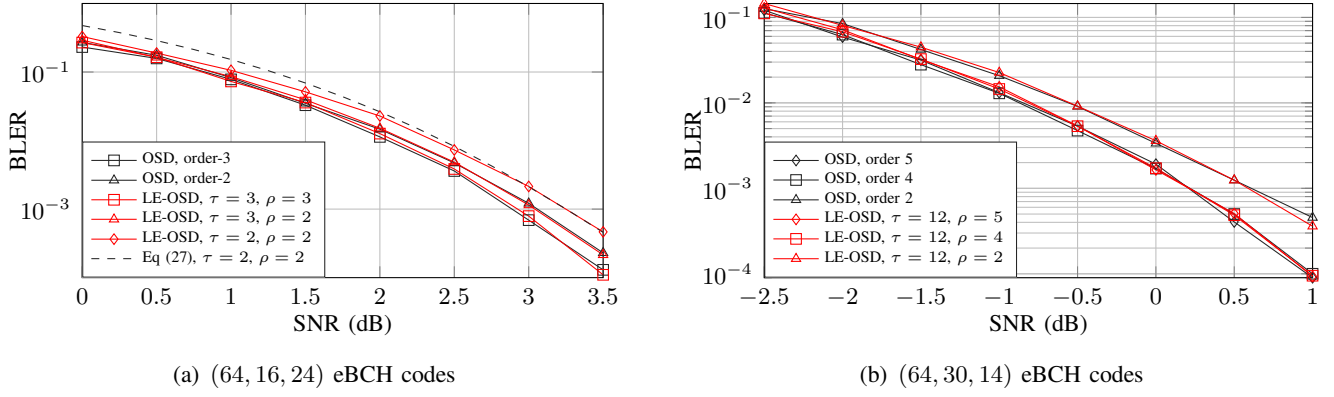 10^{-1}
10^{-3}
BLER
0 0.5 1 1.5 2 2.5 3 3.5
SNR (dB)
OSD, order-3
OSD, order-2
LE-OSD, τ = 3, ρ = 3
LE-OSD, τ = 3, ρ = 2
LE-OSD, τ = 2, ρ = 2
Eq (27), τ = 2, ρ = 2
(a) (64, 16, 24) eBCH codes
10^{-1}
10^{-2}
10^{-3}
10^{-4}
BLER
−2.5 −2 −1.5 −1 −0.5 0 0.5 1
SNR (dB)
OSD, order 5
OSD, order 4
OSD, order 2
LE-OSD, τ = 12, ρ = 5
LE-OSD, τ = 12, ρ = 4
LE-OSD, τ = 12, ρ = 2
(b) (64, 30, 14) eBCH codes